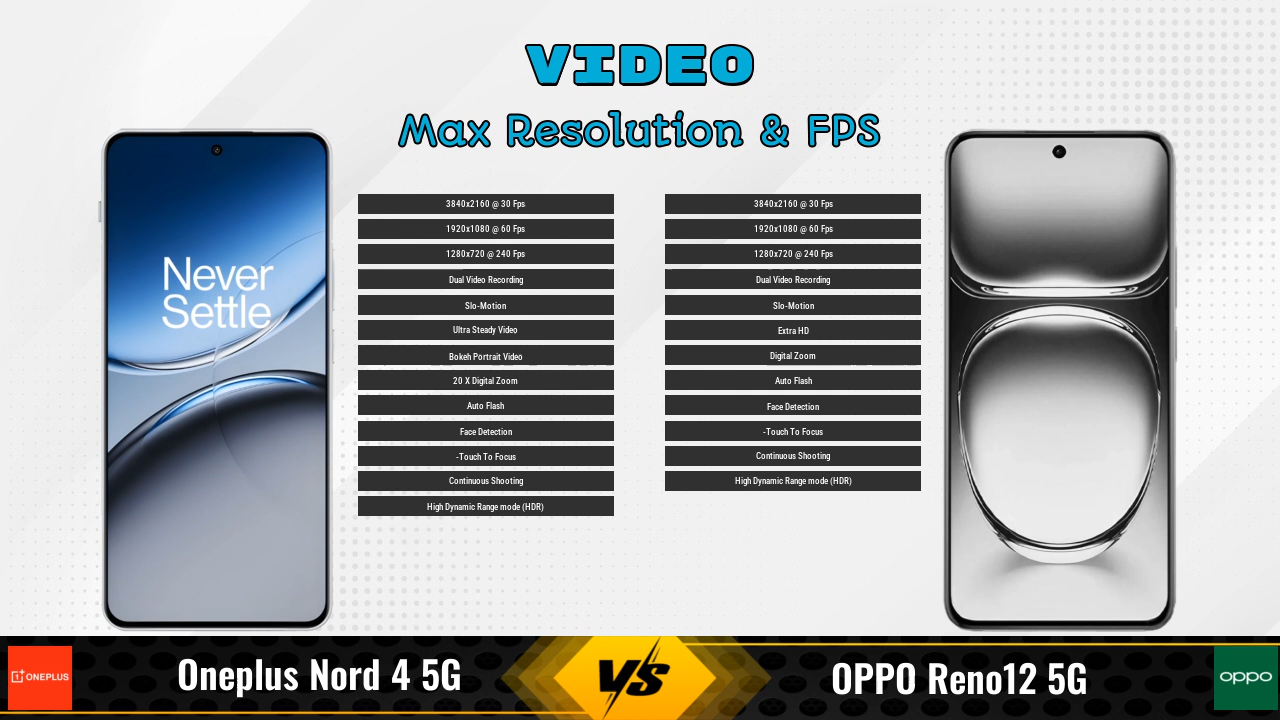 VIDEO
Max Resolution & FPS
Never
Settle
3840x2160 @ 30 Fps
1920x1080 @ 60 Fps
1280x720 @ 240 Fps
Dual Video Recording
Slo-Motion
Ultra Steady Video
Bokeh Portrait Video
20 X Digital Zoom
Auto Flash
Face Detection
-Touch To Focus
Continuous Shooting
High Dynamic Range mode (HDR)
3840x2160 @ 30 Fps
1920x1080 @ 60 Fps
1280x720 @ 240 Fps
Dual Video Recording
Slo-Motion
Extra HD
Digital Zoom
Auto Flash
Face Detection
-Touch To Focus
Continuous Shooting
High Dynamic Range mode (HDR)
1+ ONEPLUS
Oneplus Nord 4 5G
VS
OPPO Reno12 5G
oppo